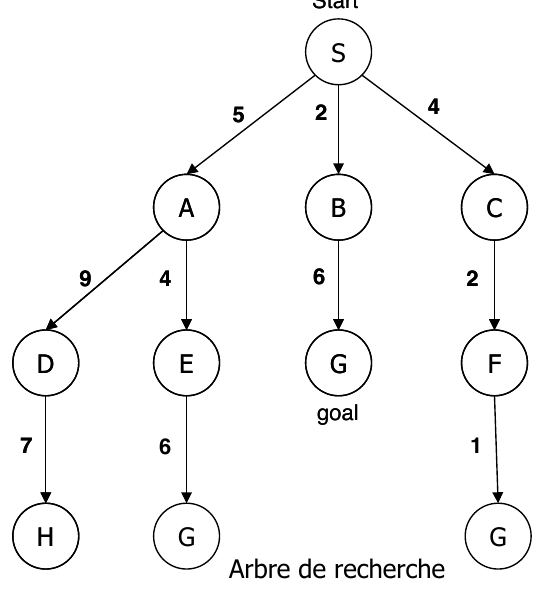 Start
S
5 2 4
A B C
9 4 6 2
D E G F
goal
7 6 1
H G G
Arbre de recherche